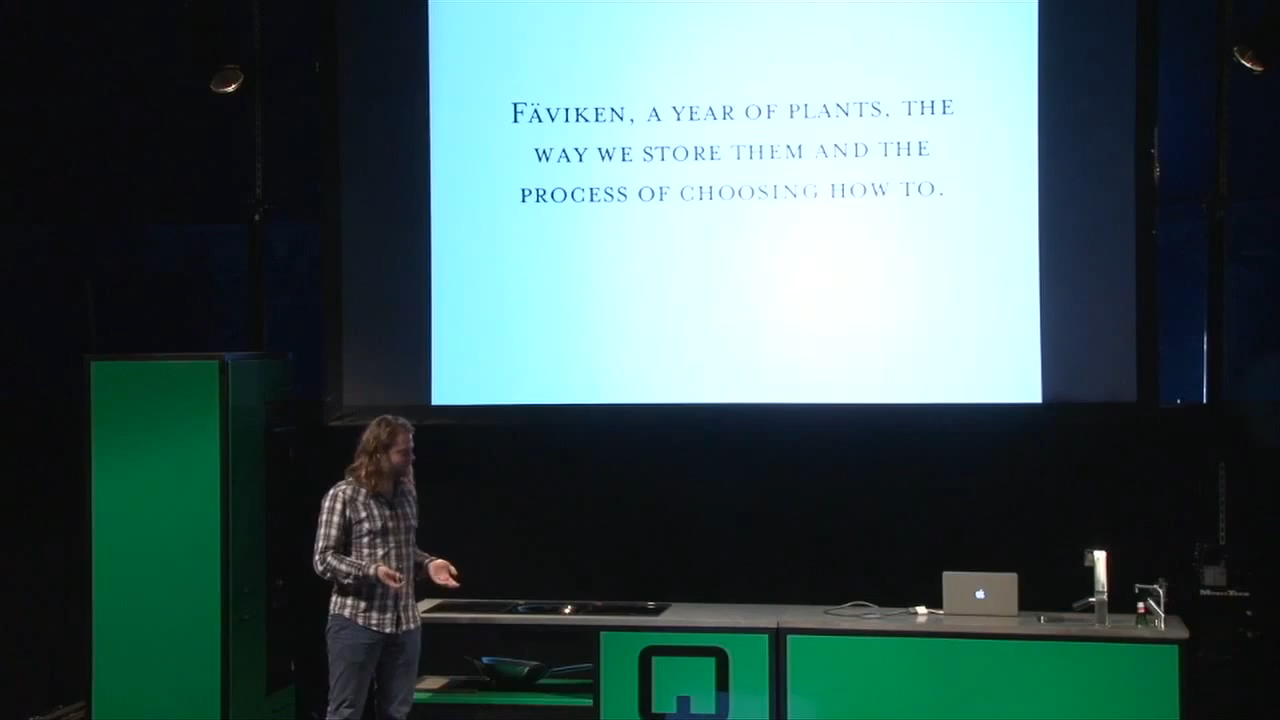 FÄVIKEN, A YEAR OF PLANTS, THE
WAY WE STORE THEM AND THE
PROCESS OF CHOOSING HOW TO.